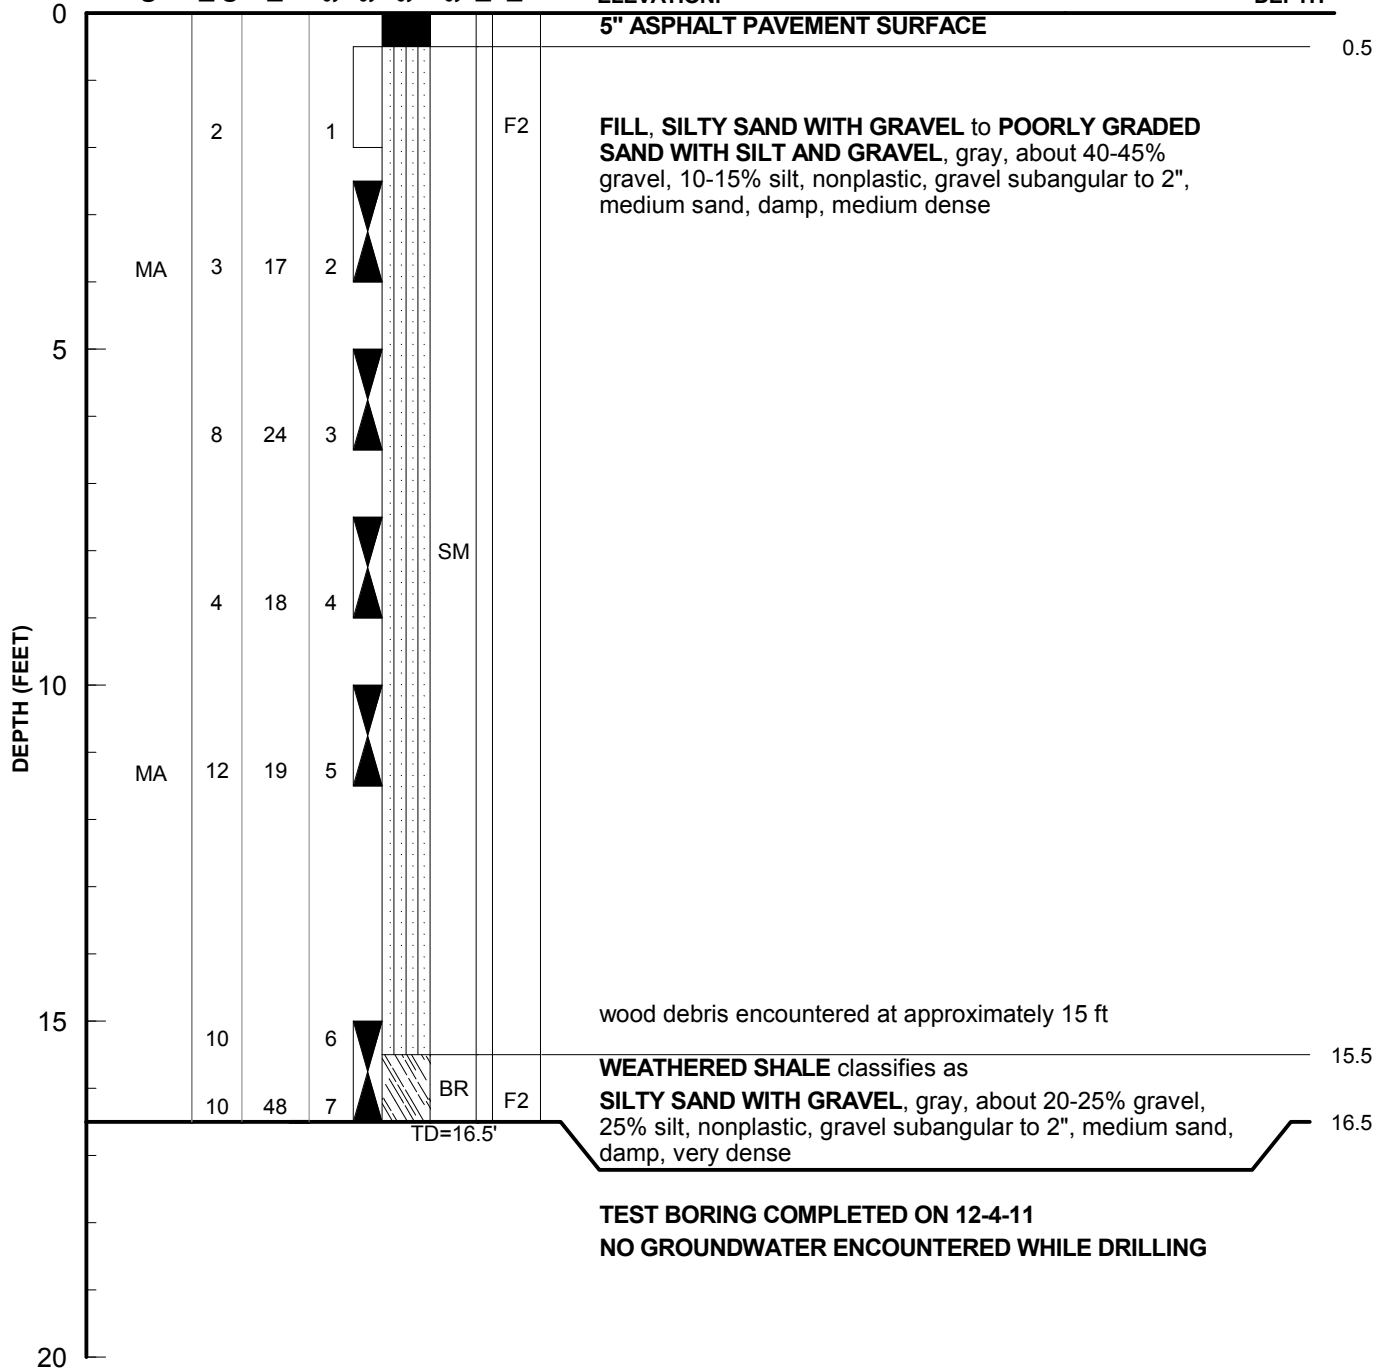 0
5" ASPHALT PAVEMENT SURFACE
0.5
2 1 F2
FILL, SILTY SAND WITH GRAVEL to POORLY GRADED
SAND WITH SILT AND GRAVEL, gray, about 40-45%
gravel, 10-15% silt, nonplastic, gravel subangular to 2",
medium sand, damp, medium dense
MA 3 17 2
5
8 24 3
SM
4 18 4
DEPTH (FEET)
10
MA 12 19 5
wood debris encountered at approximately 15 ft
15
10 6
15.5
WEATHERED SHALE classifies as
BR
10 48 7 F2
SILTY SAND WITH GRAVEL, gray, about 20-25% gravel,
25% silt, nonplastic, gravel subangular to 2", medium sand,
damp, very dense
16.5
TD=16.5'
TEST BORING COMPLETED ON 12-4-11
NO GROUNDWATER ENCOUNTERED WHILE DRILLING
20